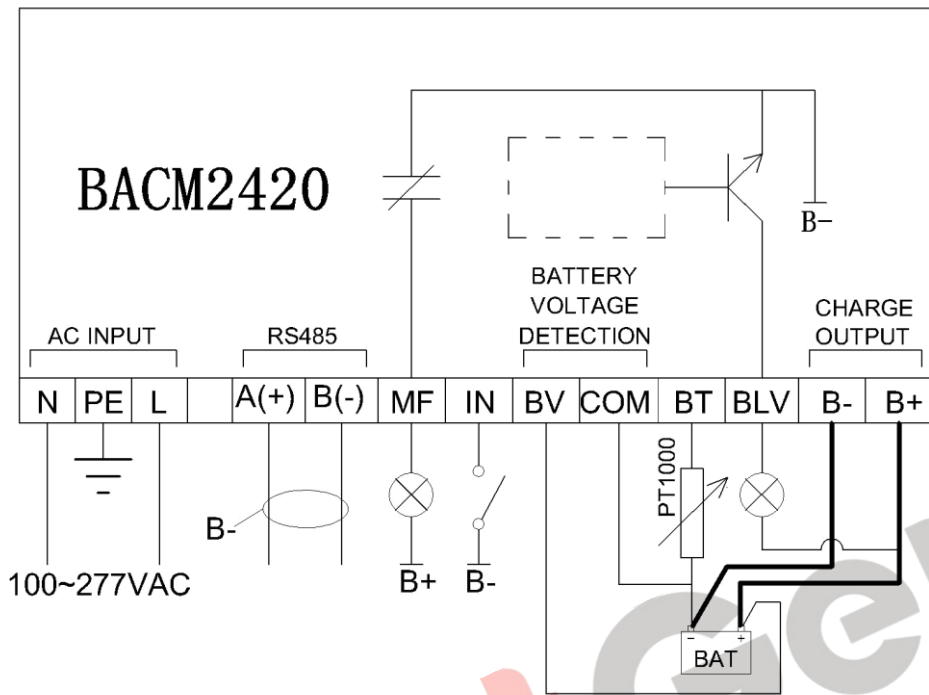 BACM2420
B-
BATTERY
VOLTAGE
DETECTION
CHARGE
OUTPUT
AC INPUT
RS485
N PE L A(+) B(-) MF IN BV COM BT BLV B- B+
PT1000
B-
B+ B-
100~277VAC
- +
BAT